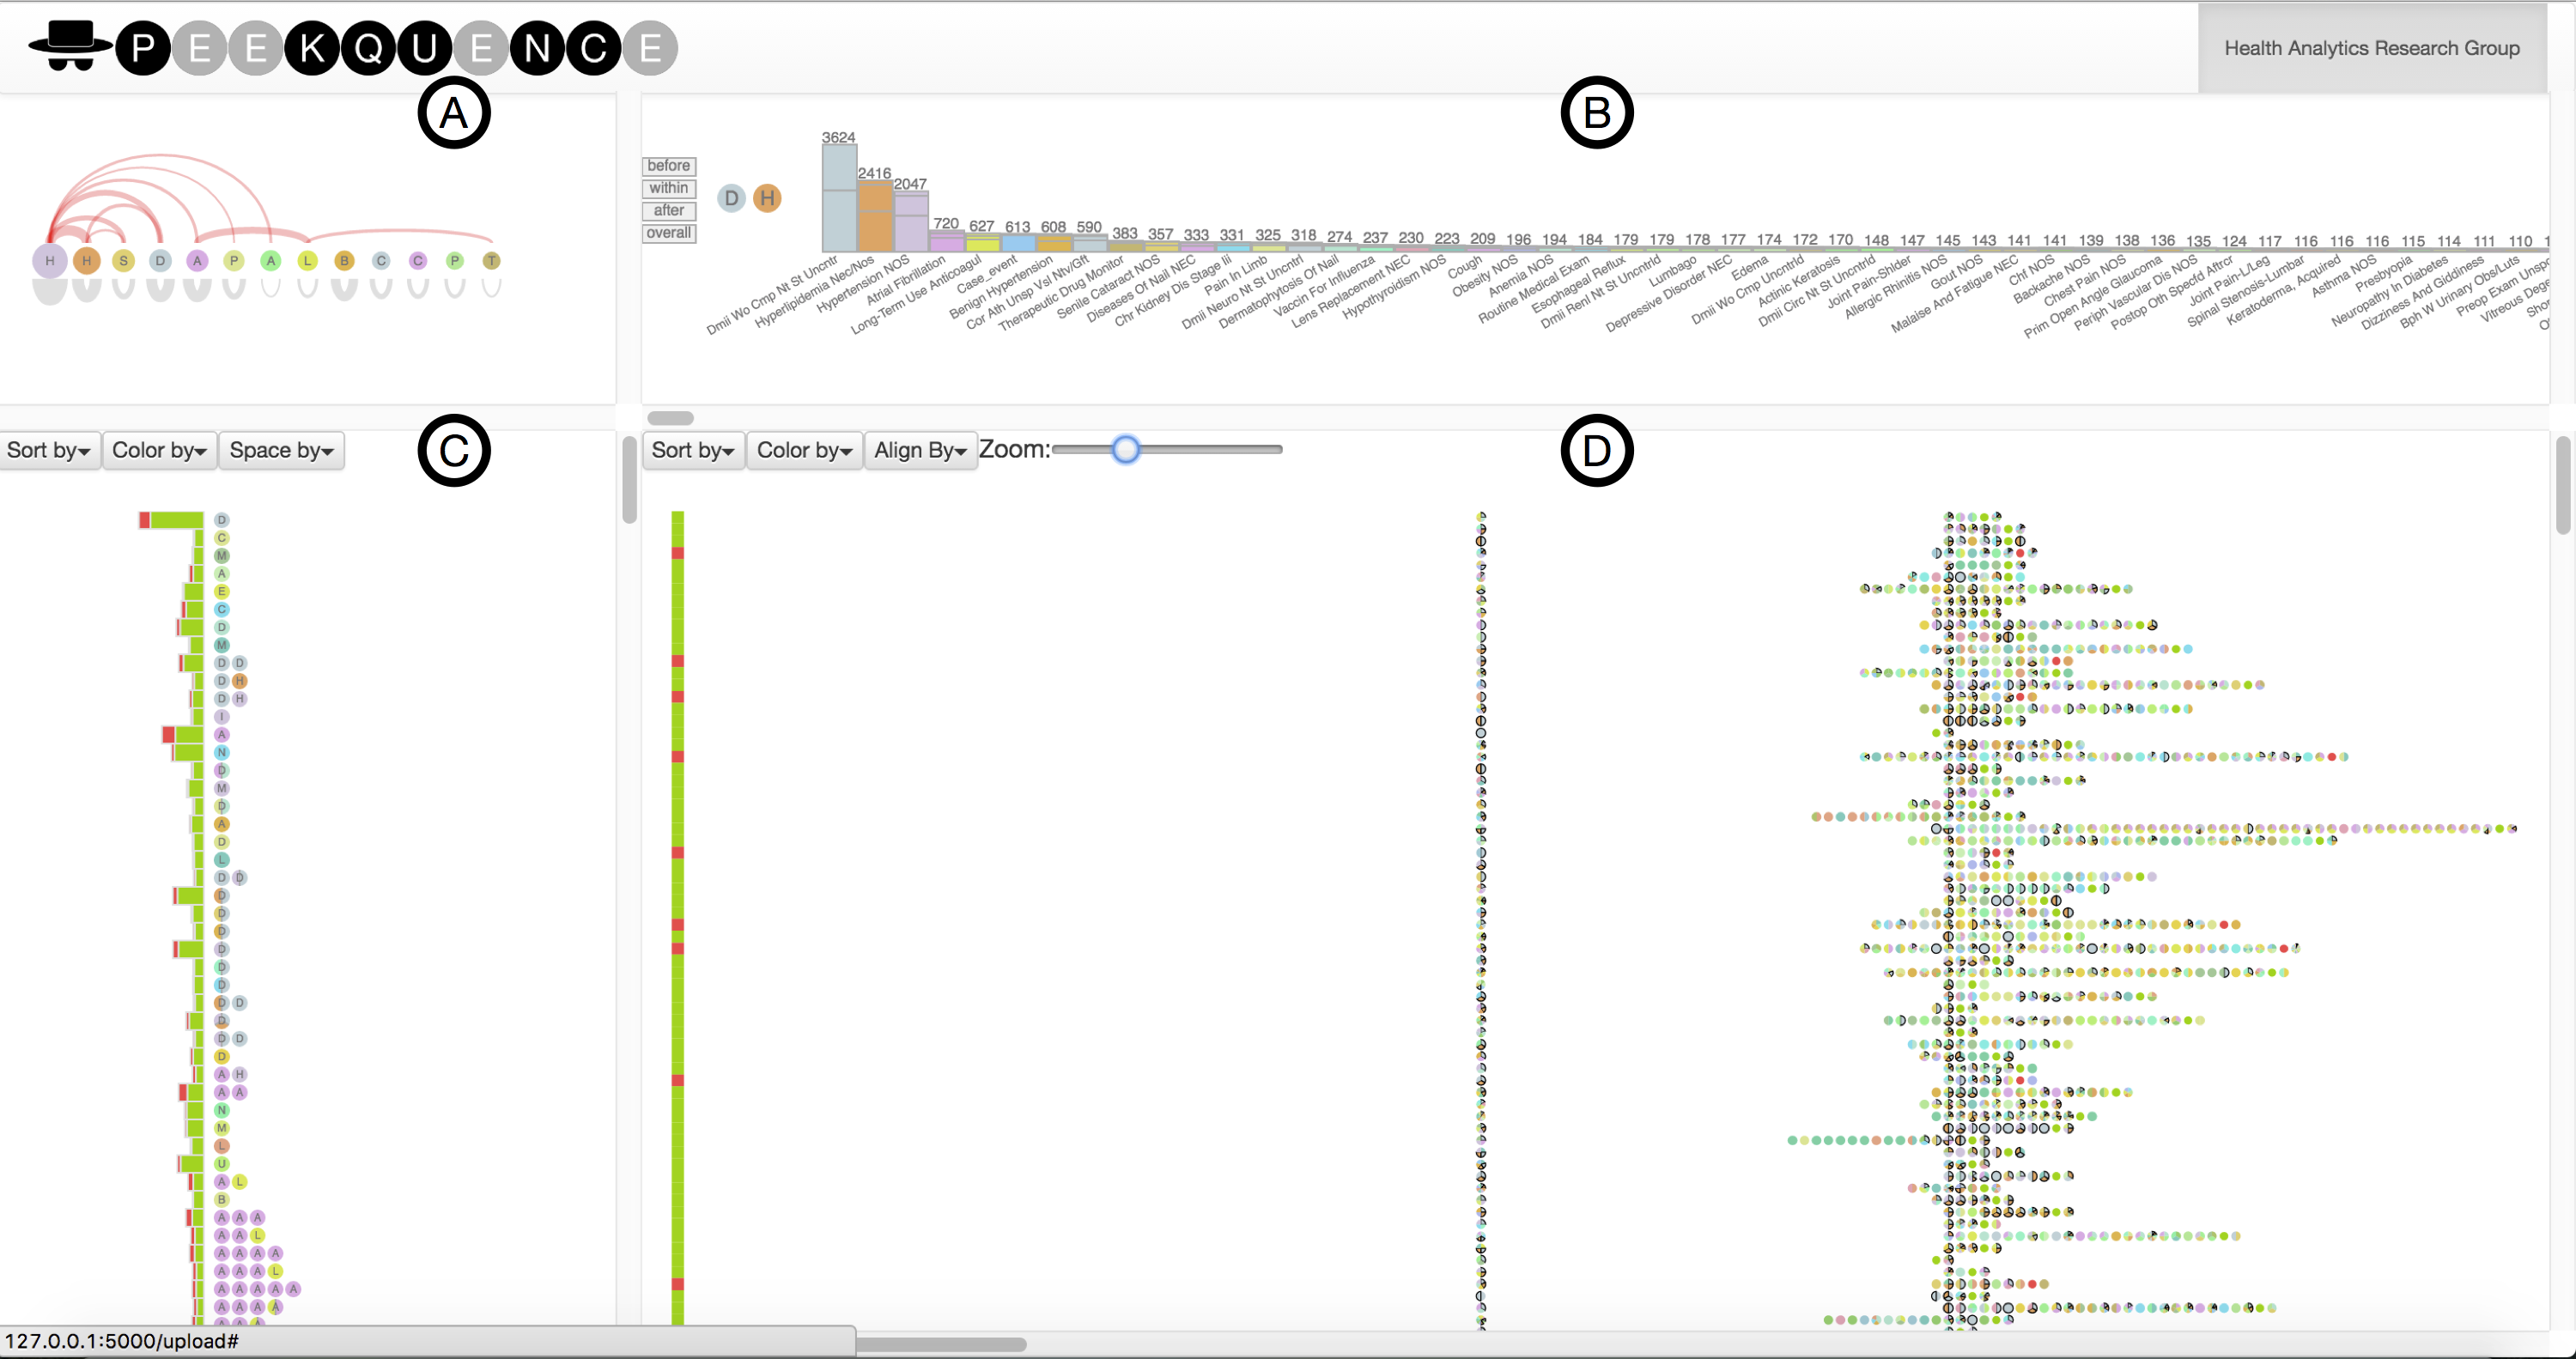 PEEKQUENCE
Health Analytics Research Group
A
H H S D A P A L B C C P T
B
before
within
after
overall
D H
3624 2416 2047 720 627 613 608 590 383 357 333 331 325 318 274 237 230 223 209 196 194 184 179 179 178 177 174 172 170 148 147 145 143 141 141 139 138 136 135 124 117 116 116 116 115 114 111 110 1
Dmii Wo Cmp Nt St Uncntr
Hyperlipidemia Nec/Nos
Hypertension NOS
Atrial Fibrillation
Long-Term Use Anticoagul
Case_event
Benign Hypertension
Cor Ath Unsp Vsl Ntv/Gft
Therapeutic Drug Monitor
Senile Cataract NOS
Diseases Of Nail NEC
Chr Kidney Dis Stage Iii
Pain In Limb
Dmii Neuro Nt St Uncntrl
Dermatophytosis Of Nail
Vaccin For Influenza
Lens Replacement NEC
Hypothyroidism NOS
Cough
Obesity NOS
Anemia NOS
Routine Medical Exam
Esophageal Reflux
Dmii Renl Nt St Uncntrld
Lumbago
Depressive Disorder NEC
Edema
Dmii Wo Cmp Uncntrld
Actinic Keratosis
Dmii Circ Nt St Uncntrld
Joint Pain-Shlder
Allergic Rhinitis NOS
Gout NOS
Malaise And Fatigue NEC
Chf NOS
Backache NOS
Chest Pain NOS
Prim Open Angle Glaucoma
Periph Vascular Dis NOS
Postop Oth Specfd Aftrcr
Joint Pain-L/Leg
Spinal Stenosis-Lumbar
Keratoderma, Acquired
Asthma NOS
Presbyopia
Neuropathy In Diabetes
Dizziness And Giddiness
Bph W Urinary Obs/Luts
Preop Exam Unsp
Vitreous Dege
Sho
C
Sort by Color by Space by
D
C
M
A
E
C
D
M
D D
D H
D H
I
A
N
D
M
D
A
D
L
D D
D
D
D
D
D
D
D D
D
D D
D
A H
A A
N
M
L
U
A L
B
A A A
A A L
A A A A
A A A L
A A A A A
A A A A
D
Sort by Color by Align By Zoom:
127.0.0.1:5000/upload#